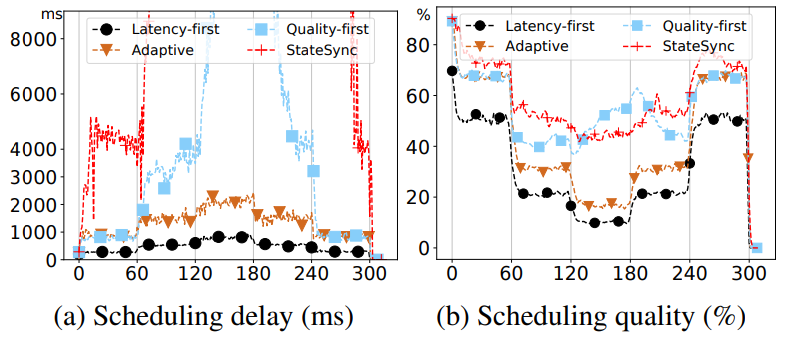 ms
8000
6000
4000
3000
2000
1000
0
0 60 120 180 240 300
Latency-first
Quality-first
Adaptive
StateSync
(a) Scheduling delay (ms)
%
80
60
40
20
0
0 60 120 180 240 300
Latency-first
Quality-first
Adaptive
StateSync
(b) Scheduling quality (%)